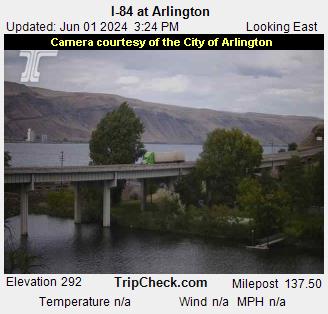 I-84 at Arlington
Updated: Jun 01 2024 3:24 PM Looking East
Camera courtesy of the City of Arlington
Elevation 292 TripCheck.com Milepost 137.50
Temperature n/a Wind n/a MPH n/a